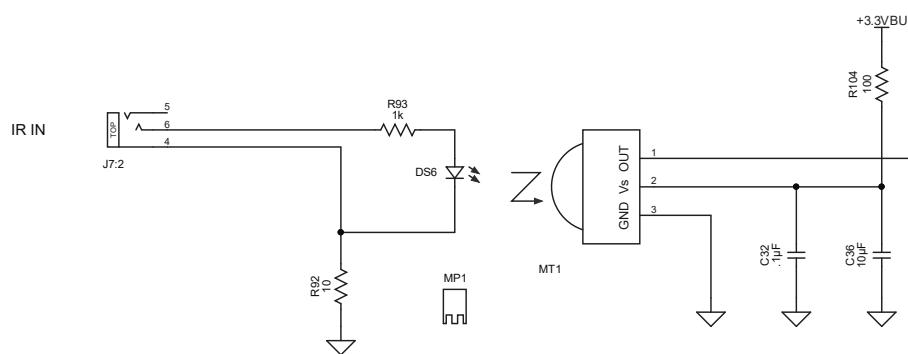 +3.3VBU
R104
100
IR IN
TOP
5
6
4
J7:2
R93
1k
DS6
OUT
Vs
GND
1
2
3
MT1
R92
10
MP1
C32
.1µF
C36
10µF